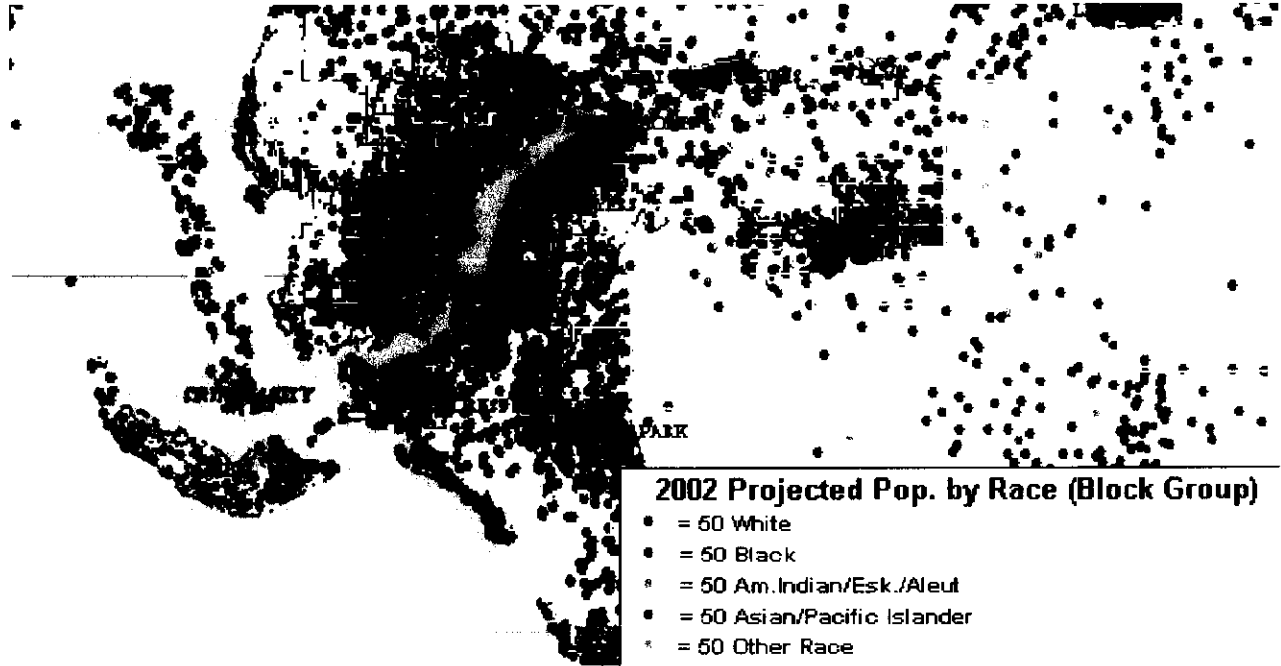 PARK
2002 Projected Pop. by Race (Block Group)
= 50 White
= 50 Black
= 50 Am.Indian/Esk./Aleut
= 50 Asian/Pacific Islander
= 50 Other Race